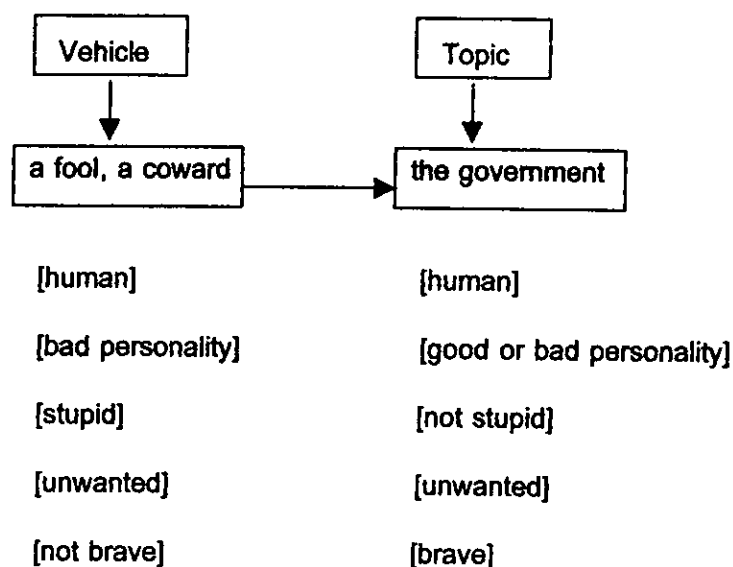 Vehicle Topic
a fool, a coward the government
[human] [human]
[bad personality] [good or bad personality]
[stupid] [not stupid]
[unwanted] [unwanted]
[not brave] [brave]